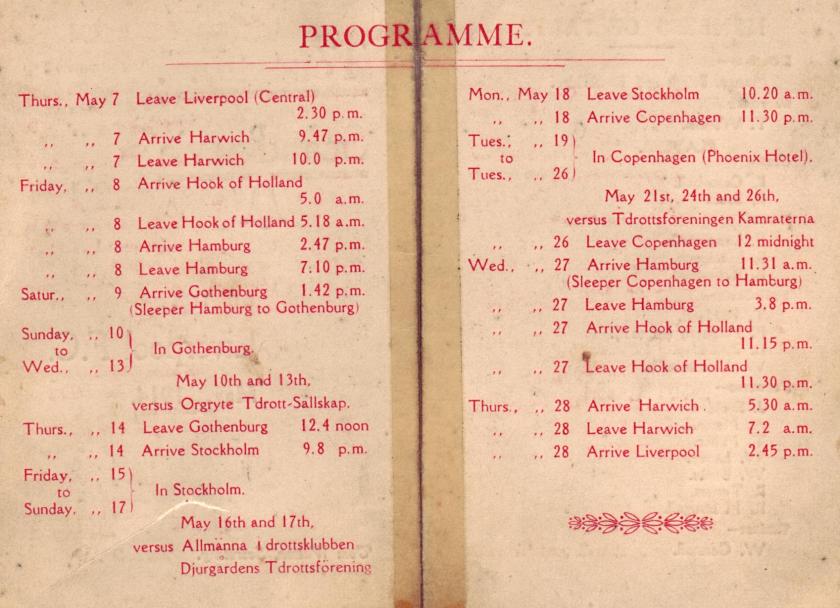 PROGRAMME.
Thurs., May 7 Leave Liverpool (Central)
2.30 p.m.
,, ,, 7 Arrive Harwich 9.47 p.m.
,, ,, 7 Leave Harwich 10.0 p.m.
Friday, ,, 8 Arrive Hook of Holland
5.0 a.m.
,, ,, 8 Leave Hook of Holland 5.18 a.m.
,, ,, 8 Arrive Hamburg 2.47 p.m.
,, ,, 8 Leave Hamburg 7.10 p.m.
Satur., ,, 9 Arrive Gothenburg 1.42 p.m.
(Sleeper Hamburg to Gothenburg)
Sunday, ,, 10
to
In Gothenburg.
Wed., ,, 13
May 10th and 13th,
versus Orgryte Tdrott-Sallskap.
Thurs., ,, 14 Leave Gothenburg 12.4 noon
,, ,, 14 Arrive Stockholm 9.8 p.m.
Friday, ,, 15
to
In Stockholm.
Sunday, ,, 17
May 16th and 17th,
versus Allmanna Idrottsklubben
Djurgardens Tdrottsförening
Mon., May 18 Leave Stockholm 10.20 a.m.
,, ,, 18 Arrive Copenhagen 11.30 p.m.
Tues., ,, 19
to
In Copenhagen (Phoenix Hotel).
Tues., ,, 26
May 21st, 24th and 26th,
versus Tdrottsforeningen Kamraterna
,, ,, 26 Leave Copenhagen 12 midnight
Wed., ,, 27 Arrive Hamburg 11.31 a.m.
(Sleeper Copenhagen to Hamburg)
,, ,, 27 Leave Hamburg 3.8 p.m.
,, ,, 27 Arrive Hook of Holland
11.15 p.m.
,, ,, 27 Leave Hook of Holland
11.30 p.m.
Thurs., ,, 28 Arrive Harwich . 5.30 a.m.
,, ,, 28 Leave Harwich 7.2 a.m.
,, ,, 28 Arrive Liverpool 2.45 p.m.